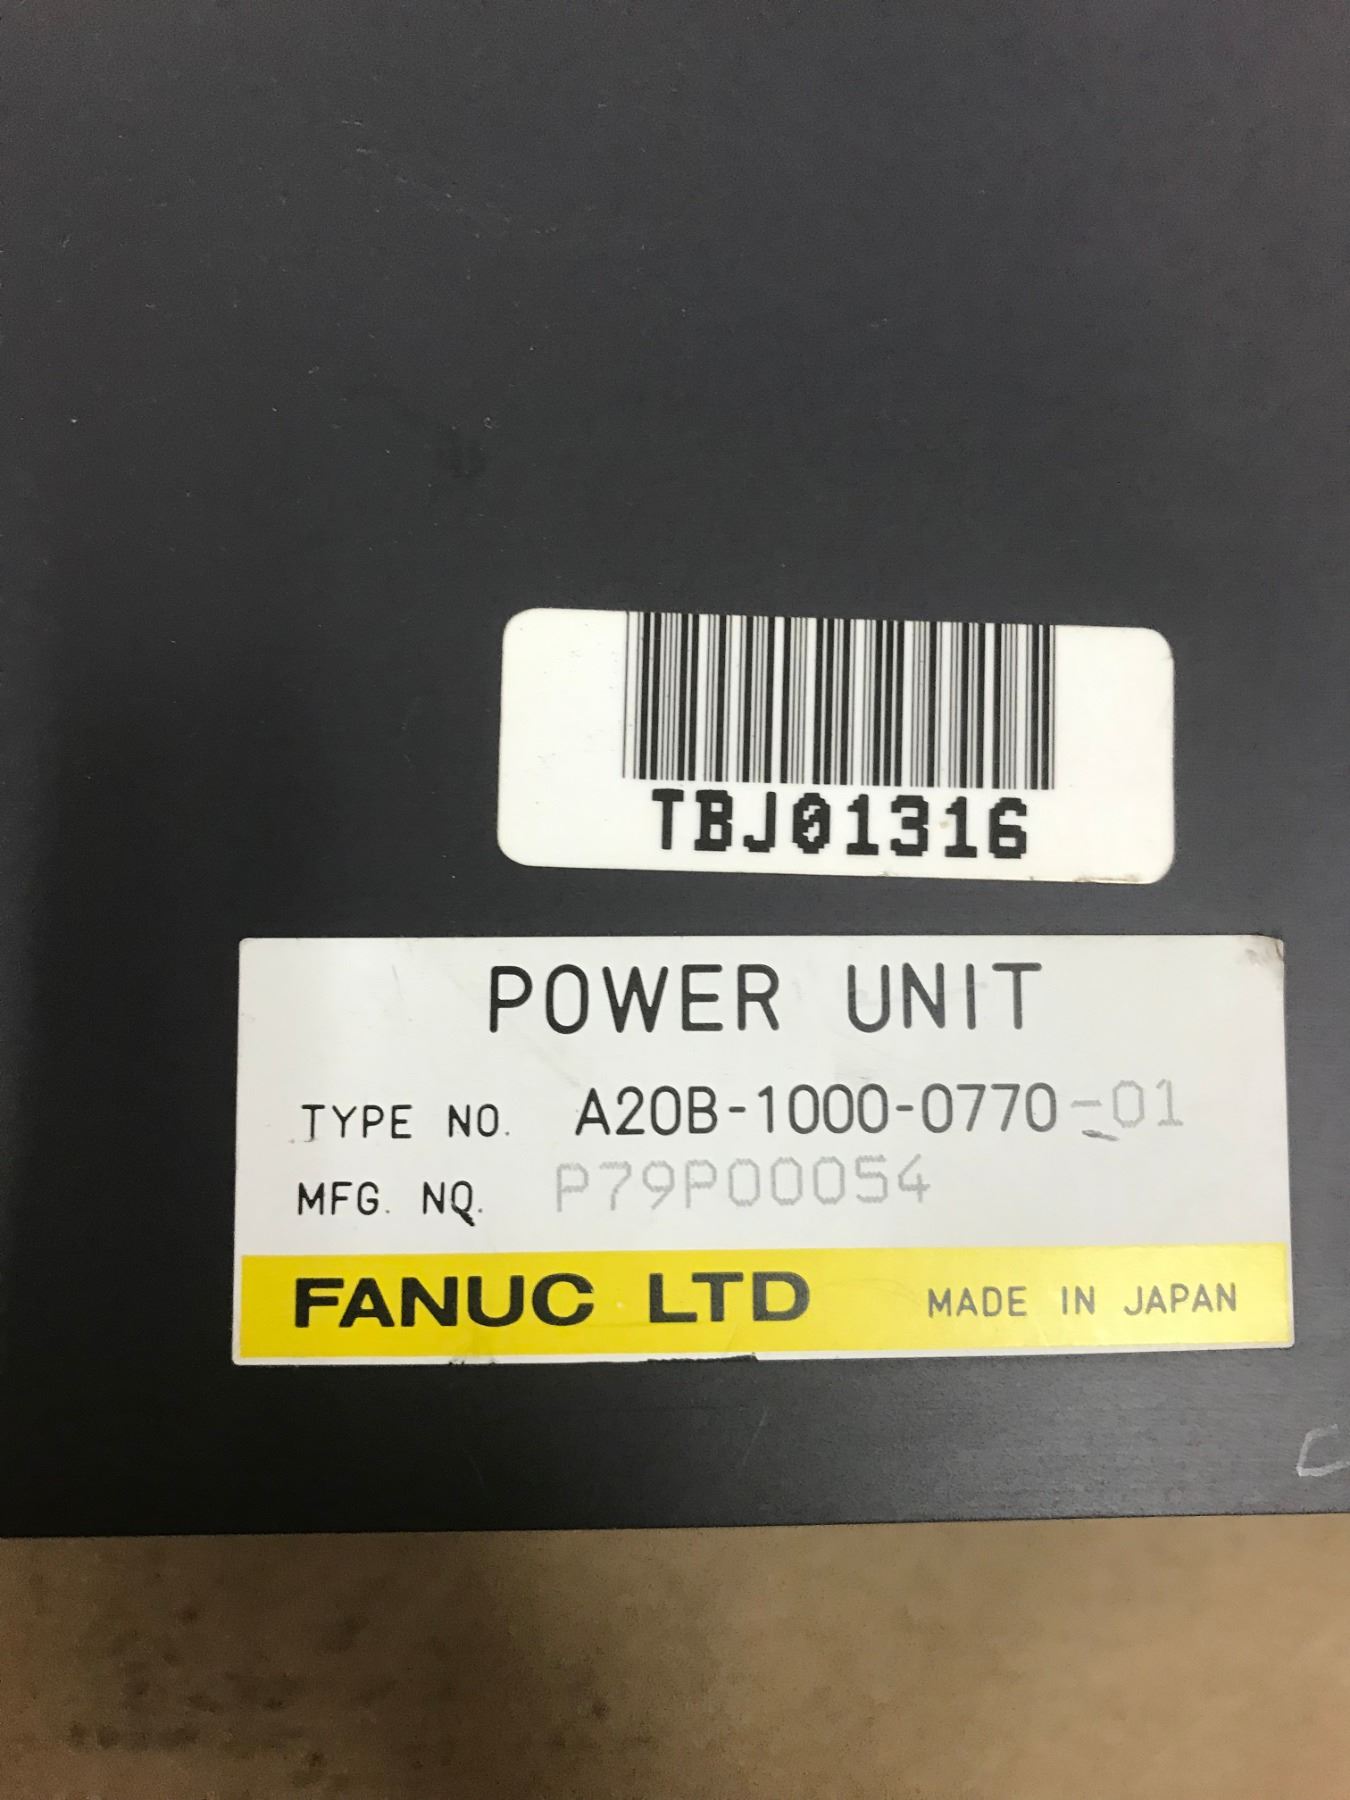 TBJ01316
POWER UNIT
TYPE NO. A20B-1000-0770-01
MFG. NO. P79P00054
FANUC LTD MADE IN JAPAN